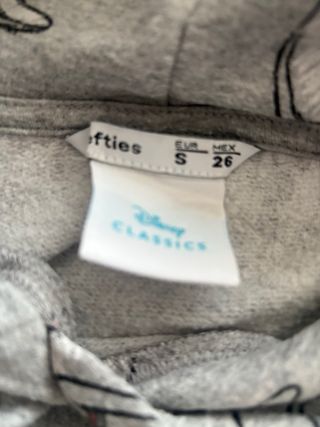 efties
EUR MEX
S 26
Disney
CLASSICS